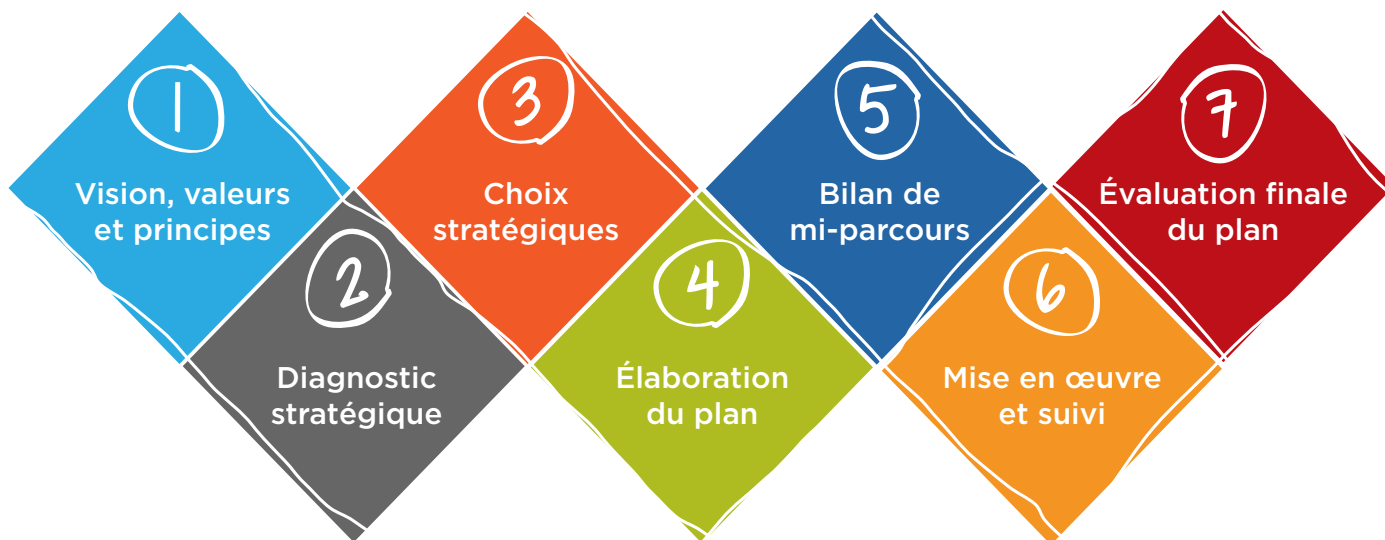 1
Vision, valeurs
et principes
2
Diagnostic
stratégique
3
Choix
stratégiques
4
Élaboration
du plan
5
Bilan de
mi-parcours
6
Mise en œuvre
et suivi
7
Évaluation finale
du plan